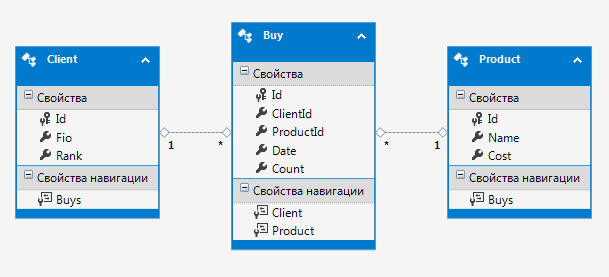 Client
Свойства
Id
Fio
Rank
Свойства навигации
Buys
1
*
Buy
Свойства
Id
ClientId
ProductId
Date
Count
Свойства навигации
Client
Product
*
1
Product
Свойства
Id
Name
Cost
Свойства навигации
Buys